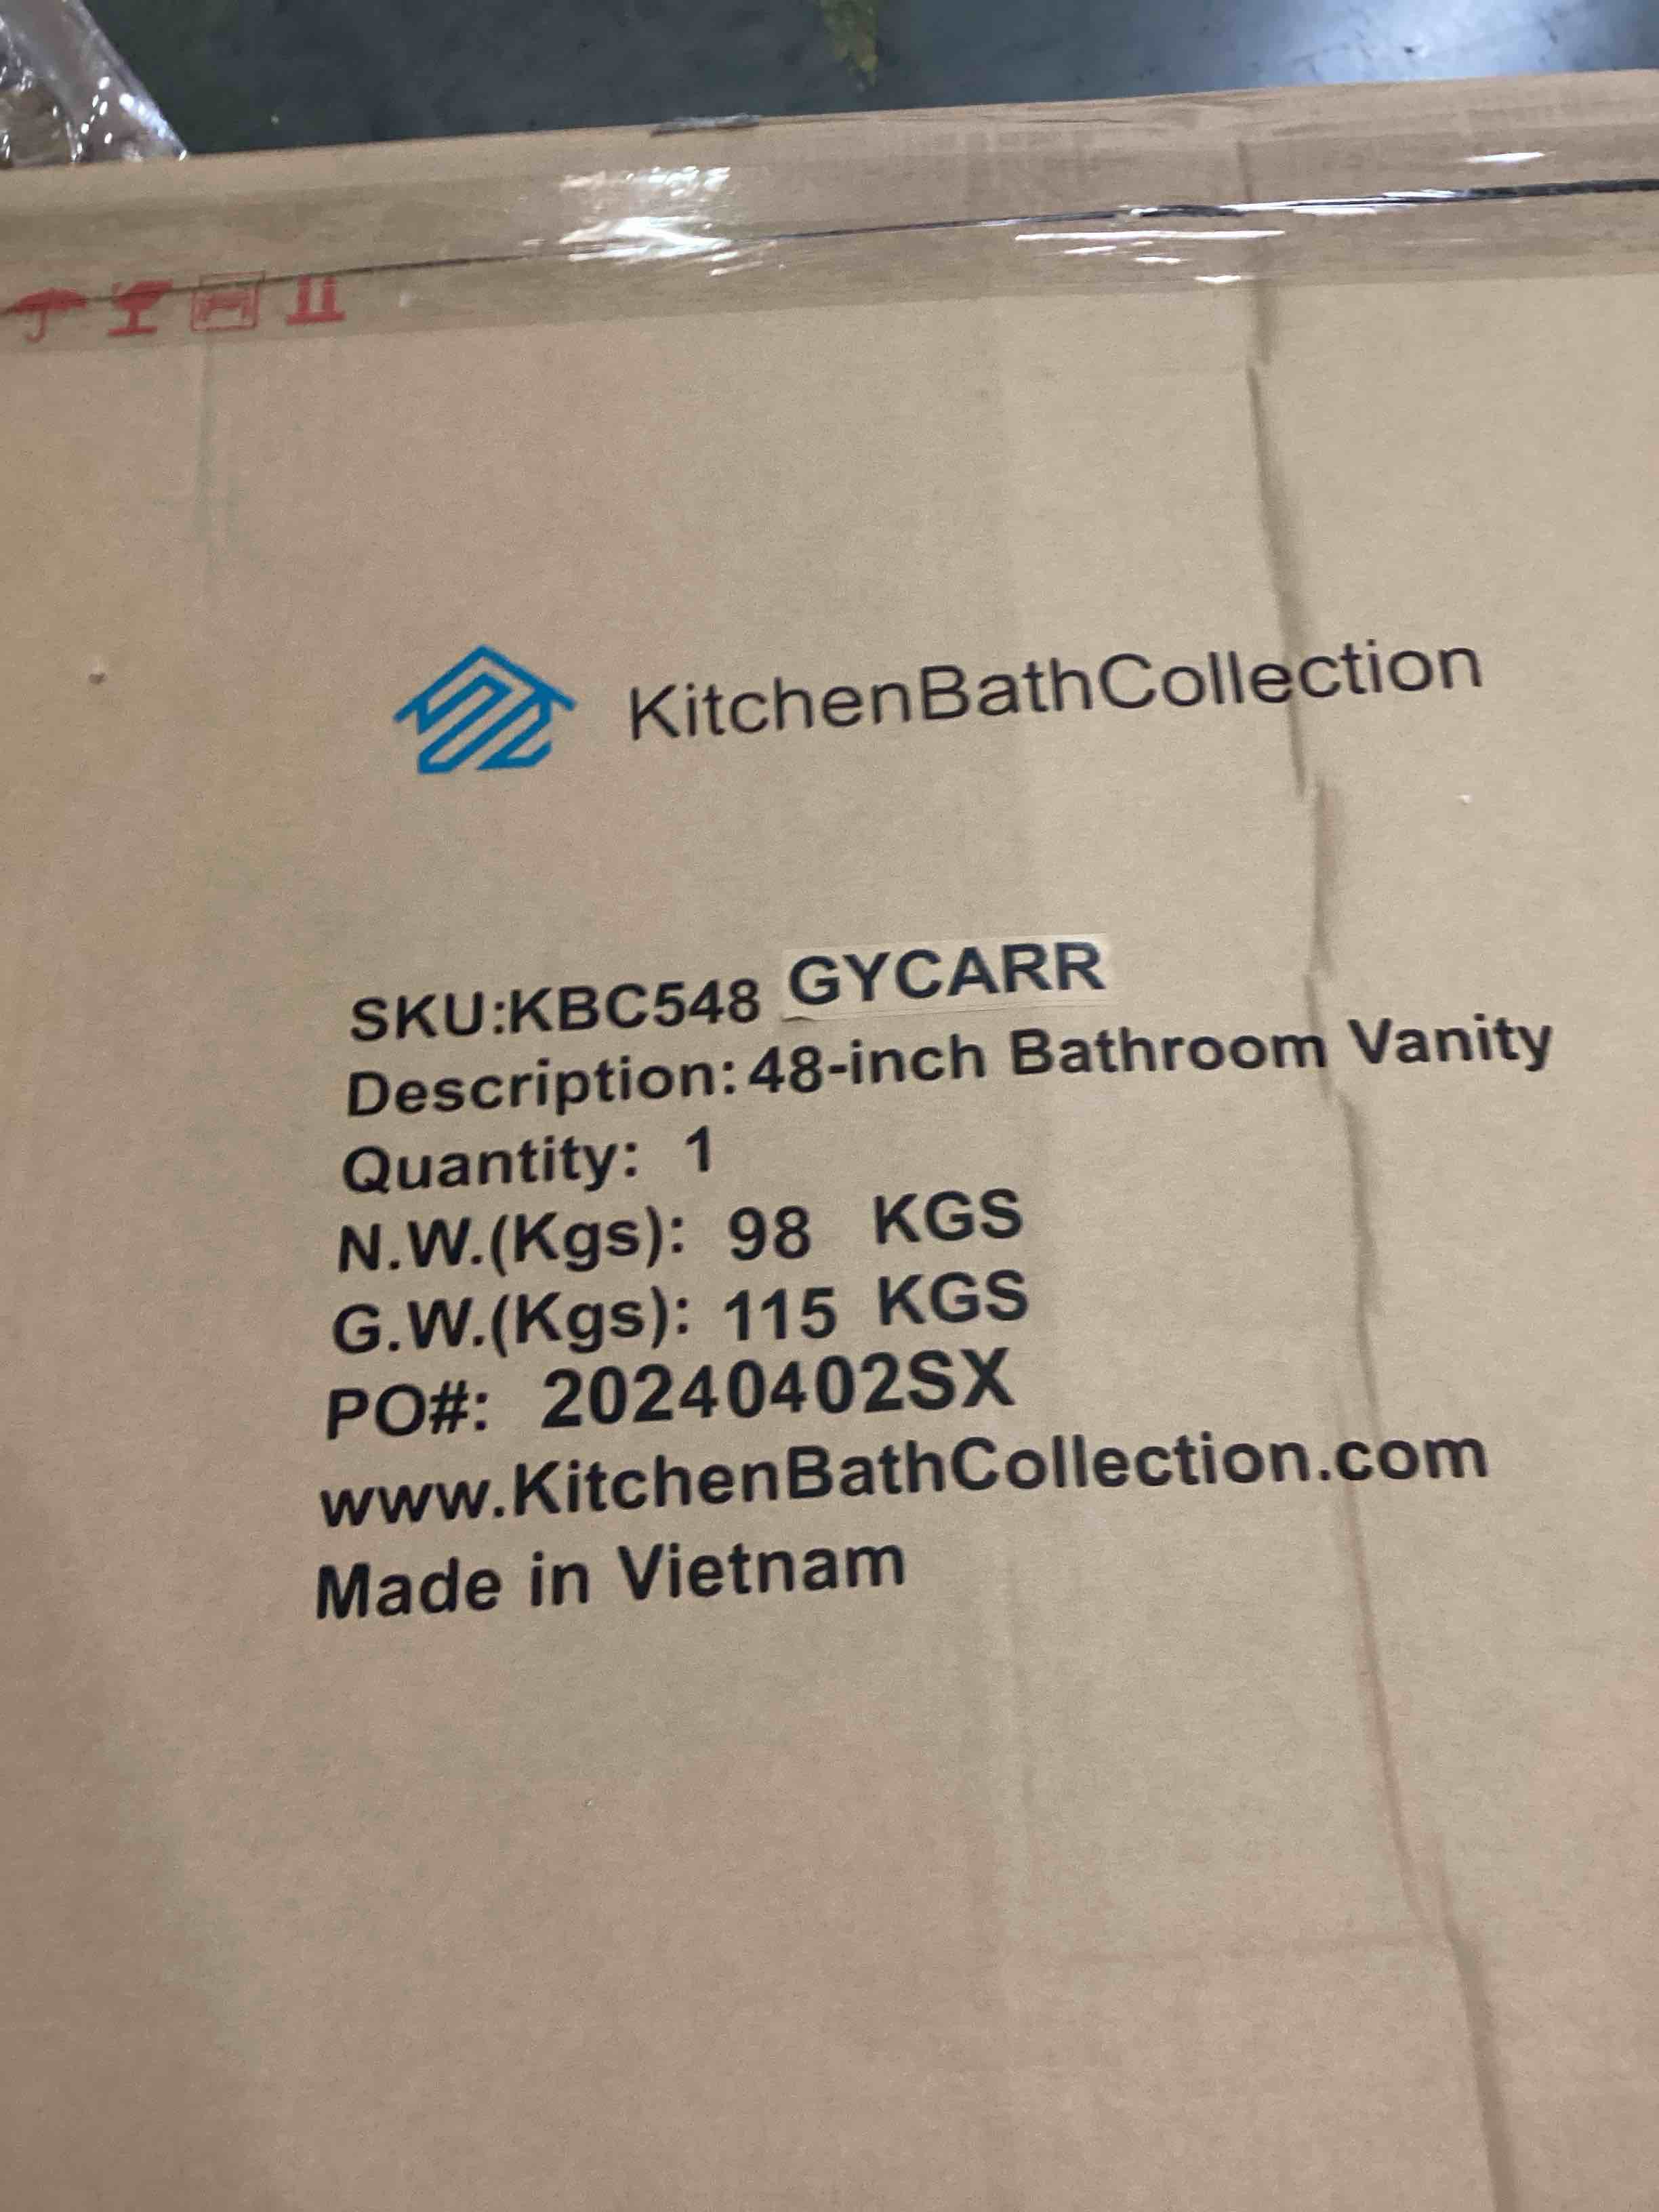 KitchenBathCollection
SKU:KBC548 GYCARR
Description: 48-inch Bathroom Vanity
Quantity: 1
N.W.(Kgs): 98 KGS
G.W.(Kgs): 115 KGS
PO#: 20240402SX
www.KitchenBathCollection.com
Made in Vietnam